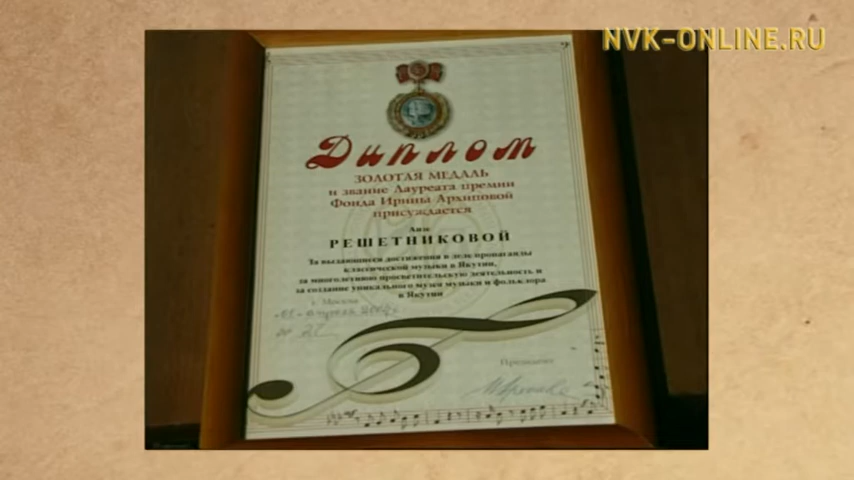 NVK-ONLINE.RU
Диплом
ЗОЛОТАЯ МЕДАЛЬ
и звание Лауреата премии
Фонда Ирины Архиповой
присуждается
РЕШЕТНИКОВОЙ
За выдающиеся достижения в деле пропаганды
классической музыки в Якутии,
за многолетнюю просветительскую деятельность и
за создание уникального музея музыки и фольклора
в Якутии
г. Москва
Президент